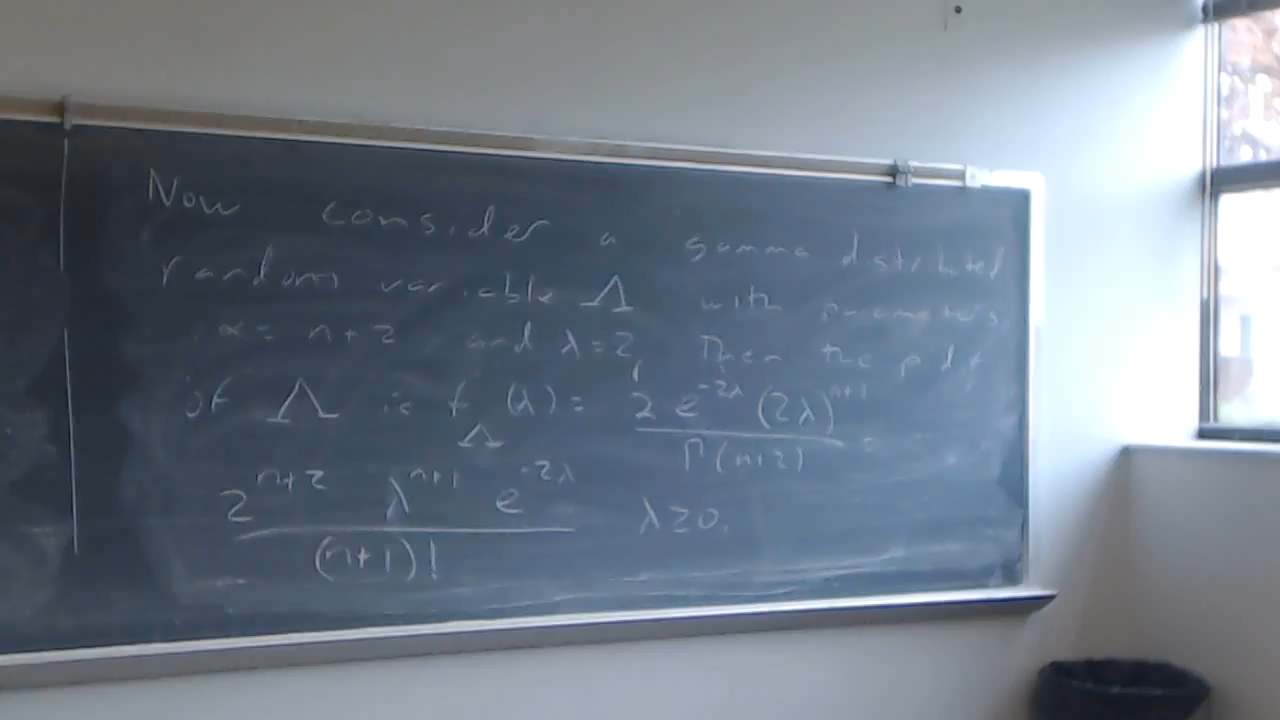 Now consider a gamma distributed
random variable Λ with parameters
α = n+2 and λ=2, Then the pdf
of Λ is f_Λ(λ) = 2 e^{-2λ} (2λ)^{n+1} / Γ(n+2) =
2^{n+2} λ^{n+1} e^{-2λ} / (n+1)! λ≥0.